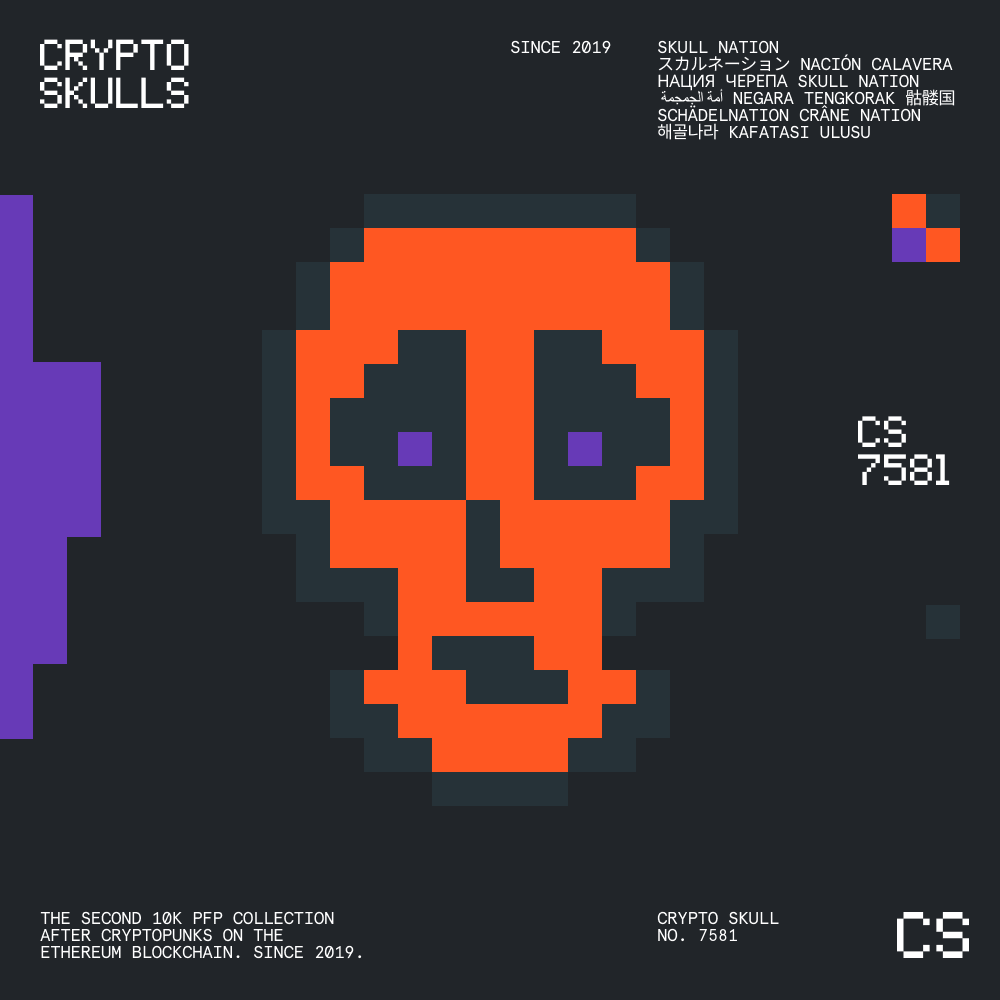 CRYPTO
SKULLS
SINCE 2019
SKULL NATION
スカルネーション NACIÓN CALAVERA
НАЦИЯ ЧЕРЕПА SKULL NATION
أمة الجمجمة NEGARA TENGKORAK 骷髅国
SCHÄDELNATION CRÂNE NATION
해골나라 KAFATASI ULUSU
CS
7581
THE SECOND 10K PFP COLLECTION
AFTER CRYPTOPUNKS ON THE
ETHEREUM BLOCKCHAIN. SINCE 2019.
CRYPTO SKULL
NO. 7581
CS